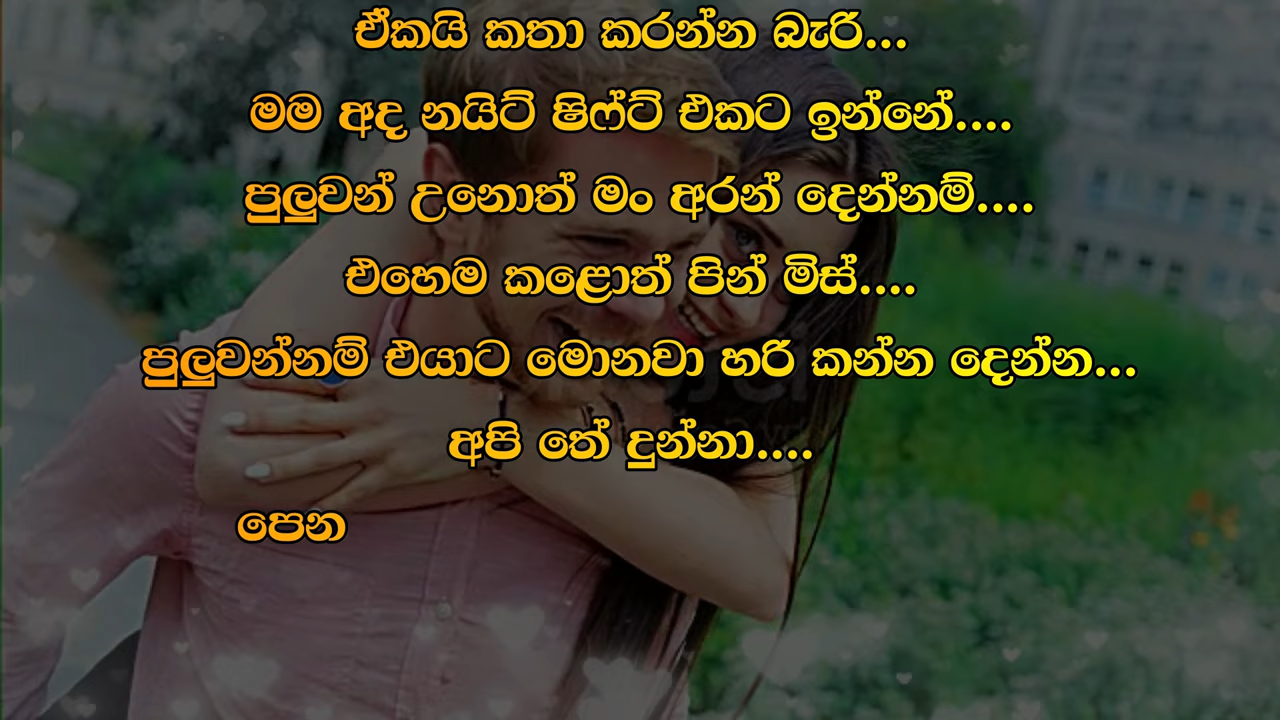 ඒකයි කතා කරන්න බැරි...
මම අද නයිට් ෂිෆ්ට් එකට ඉන්නේ....
පුලුවන් උනොත් මං අරන් දෙන්නම්....
එහෙම කළොත් පින් මිස්....
පුලුවන්නම් එයාට මොනවා හරි කන්න දෙන්න...
අපි තේ දුන්නා....
පෙන